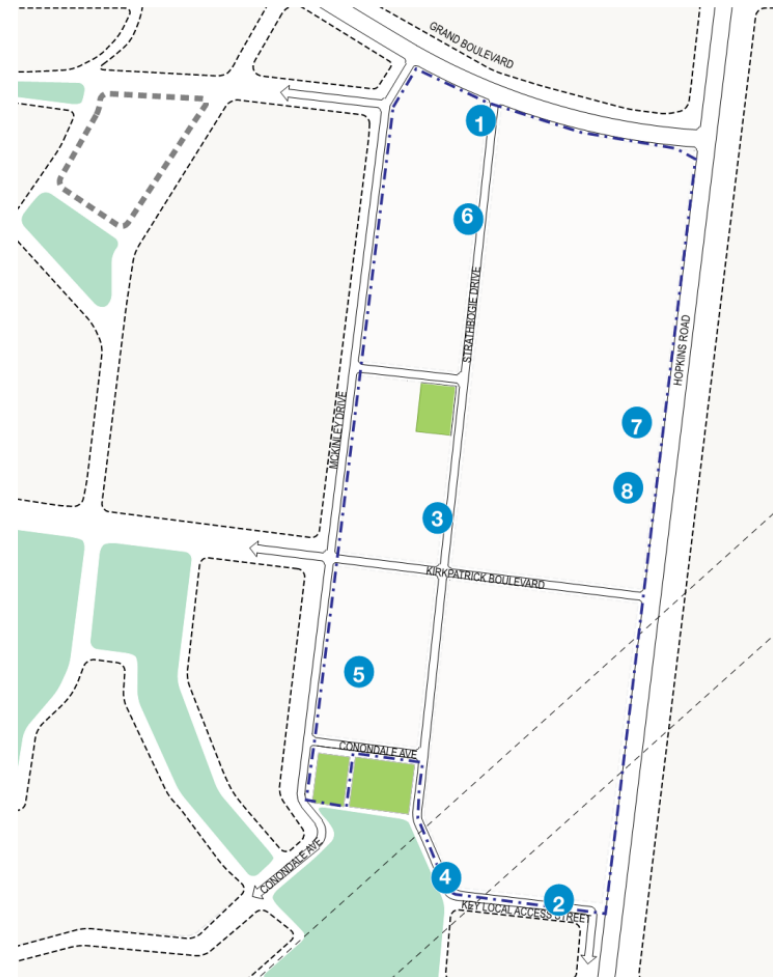 GRAND BOULEVARD
1
6
STRATHBOGIE DRIVE
HOPKINS ROAD
MCKINLEY DRIVE
7
8
3
KIRKPATRICK BOULEVARD
5
CONONDALE AVE
CONONDALE AVE
4
2
KEY LOCAL ACCESS STREET